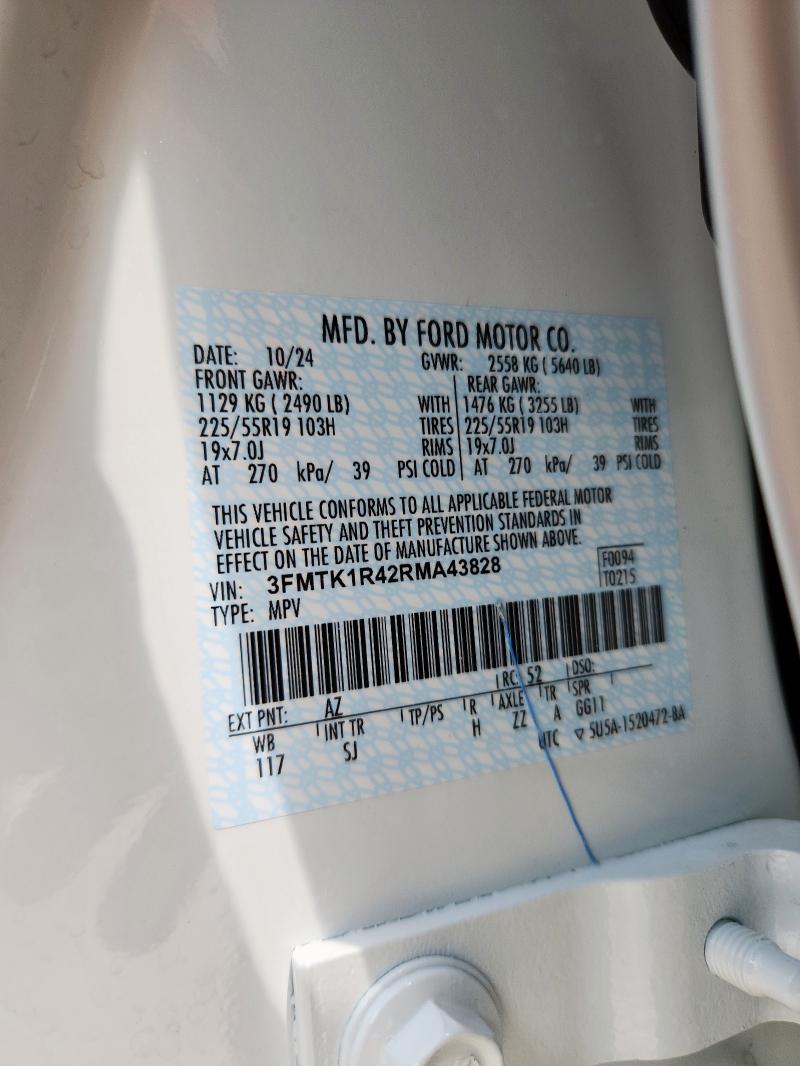 MFD. BY FORD MOTOR CO.
DATE: 10/24 GVWR: 2558 KG ( 5640 LB)
FRONT GAWR: REAR GAWR:
1129 KG ( 2490 LB) WITH 1476 KG ( 3255 LB) WITH
225/55R19 103H TIRES 225/55R19 103H TIRES
19x7.0J RIMS 19x7.0J RIMS
AT 270 kPa/ 39 PSI COLD AT 270 kPa/ 39 PSI COLD
THIS VEHICLE CONFORMS TO ALL APPLICABLE FEDERAL MOTOR
VEHICLE SAFETY AND THEFT PREVENTION STANDARDS IN
EFFECT ON THE DATE OF MANUFACTURE SHOWN ABOVE.
VIN: 3FMTK1R42RMA43828 F0094
TYPE: MPV T0215
EXT PNT: AZ RC: 52 DSO:
WB INT TR TP/PS R AXLE TR SPR
117 SJ H ZZ A GG11
UTC ▽ 5U5A-1520472-BA